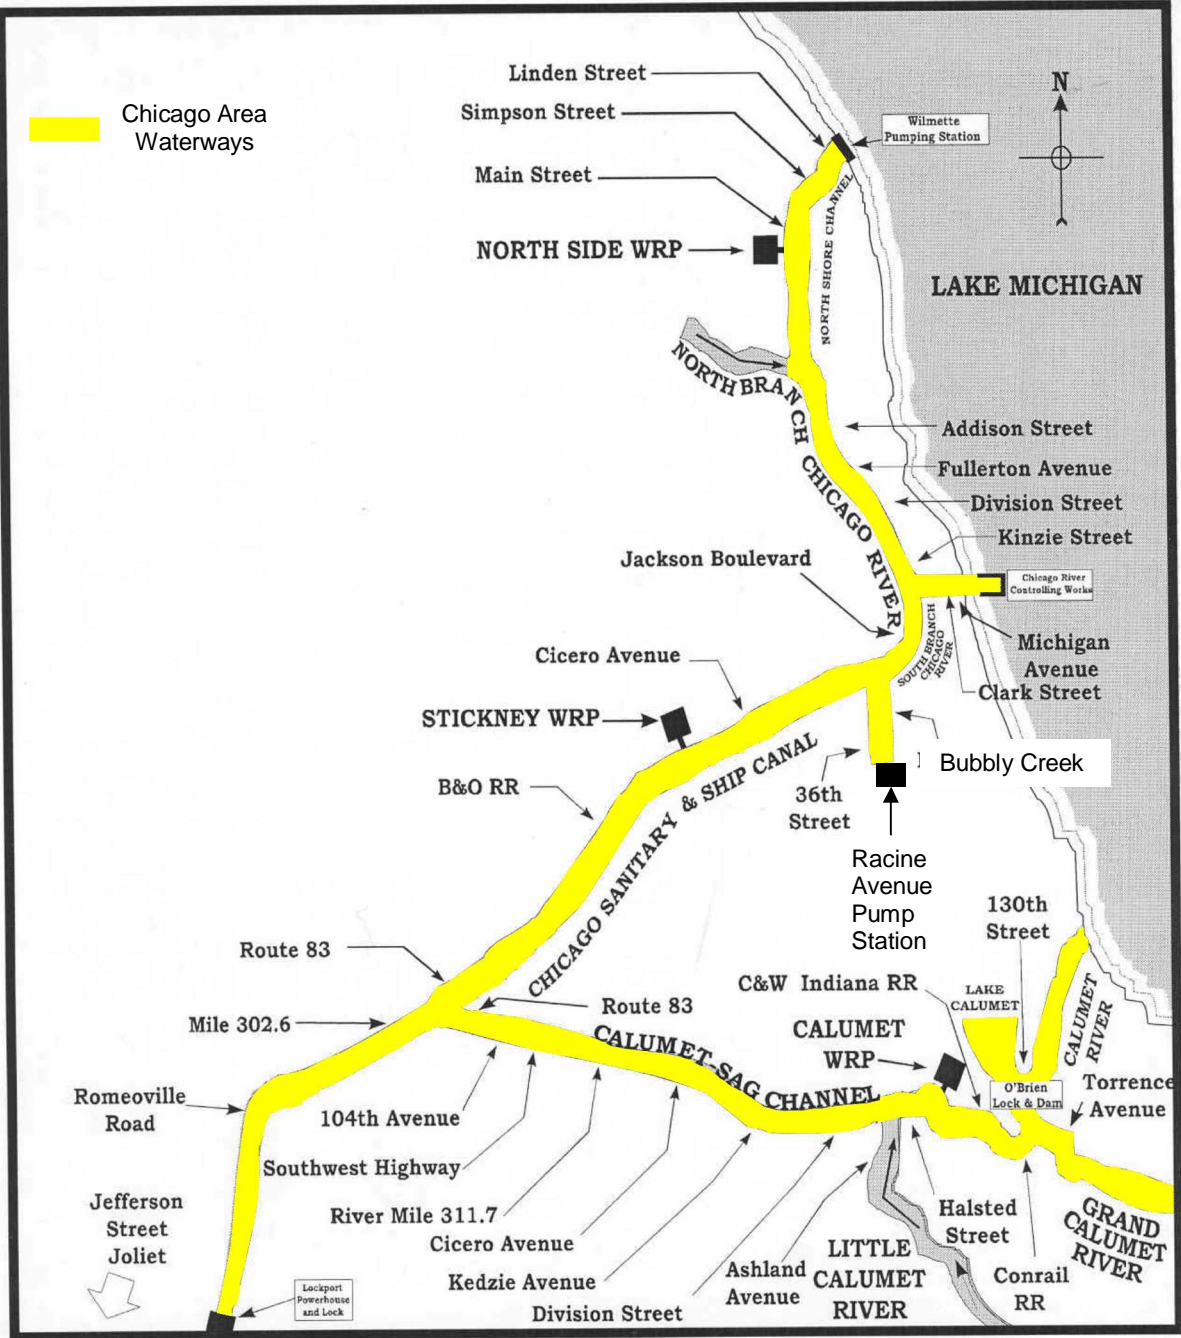 Chicago Area
Waterways
Linden Street
Simpson Street
Main Street
NORTH SIDE WRP
Wilmette
Pumping Station
N
NORTH SHORE CHANNEL
LAKE MICHIGAN
NORTH BRANCH CHICAGO RIVER
Addison Street
Fullerton Avenue
Division Street
Kinzie Street
Jackson Boulevard
Chicago River
Controlling Works
SOUTH BRANCH
CHICAGO
RIVER
Michigan
Avenue
Clark Street
Cicero Avenue
STICKNEY WRP
B&O RR
CHICAGO SANITARY & SHIP CANAL
Bubbly Creek
36th
Street
Racine
Avenue
Pump
Station
130th
Street
Route 83
Mile 302.6
Route 83
C&W Indiana RR
LAKE
CALUMET
CALUMET
RIVER
CALUMET
WRP
CALUMET-SAG CHANNEL
O'Brien
Lock & Dam
Torrence
Avenue
Romeoville
Road
104th Avenue
Southwest Highway
River Mile 311.7
Cicero Avenue
Kedzie Avenue
Division Street
Ashland
Avenue
LITTLE
CALUMET
RIVER
Halsted
Street
Conrail
RR
GRAND
CALUMET
RIVER
Jefferson
Street
Joliet
Lockport
Powerhouse
and Lock